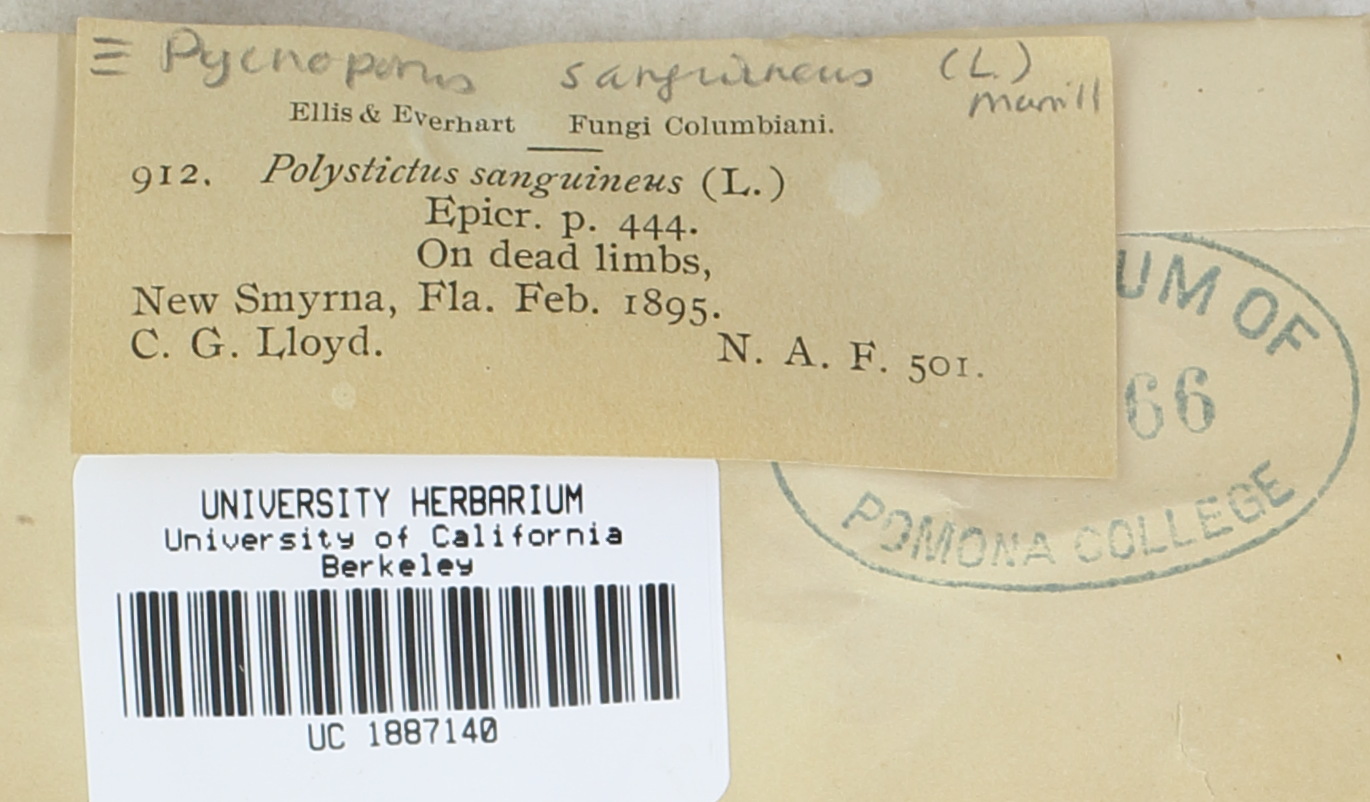 ≡ Pycnoporus sanguineus (L.)
Murrill
Ellis & Everhart Fungi Columbiani.
912. Polystictus sanguineus (L.)
Epicr. p. 444.
On dead limbs,
New Smyrna, Fla. Feb. 1895.
C. G. Lloyd. N. A. F. 501.
UM OF
66
POMONA COLLEGE
UNIVERSITY HERBARIUM
University of California
Berkeley
UC 1887140